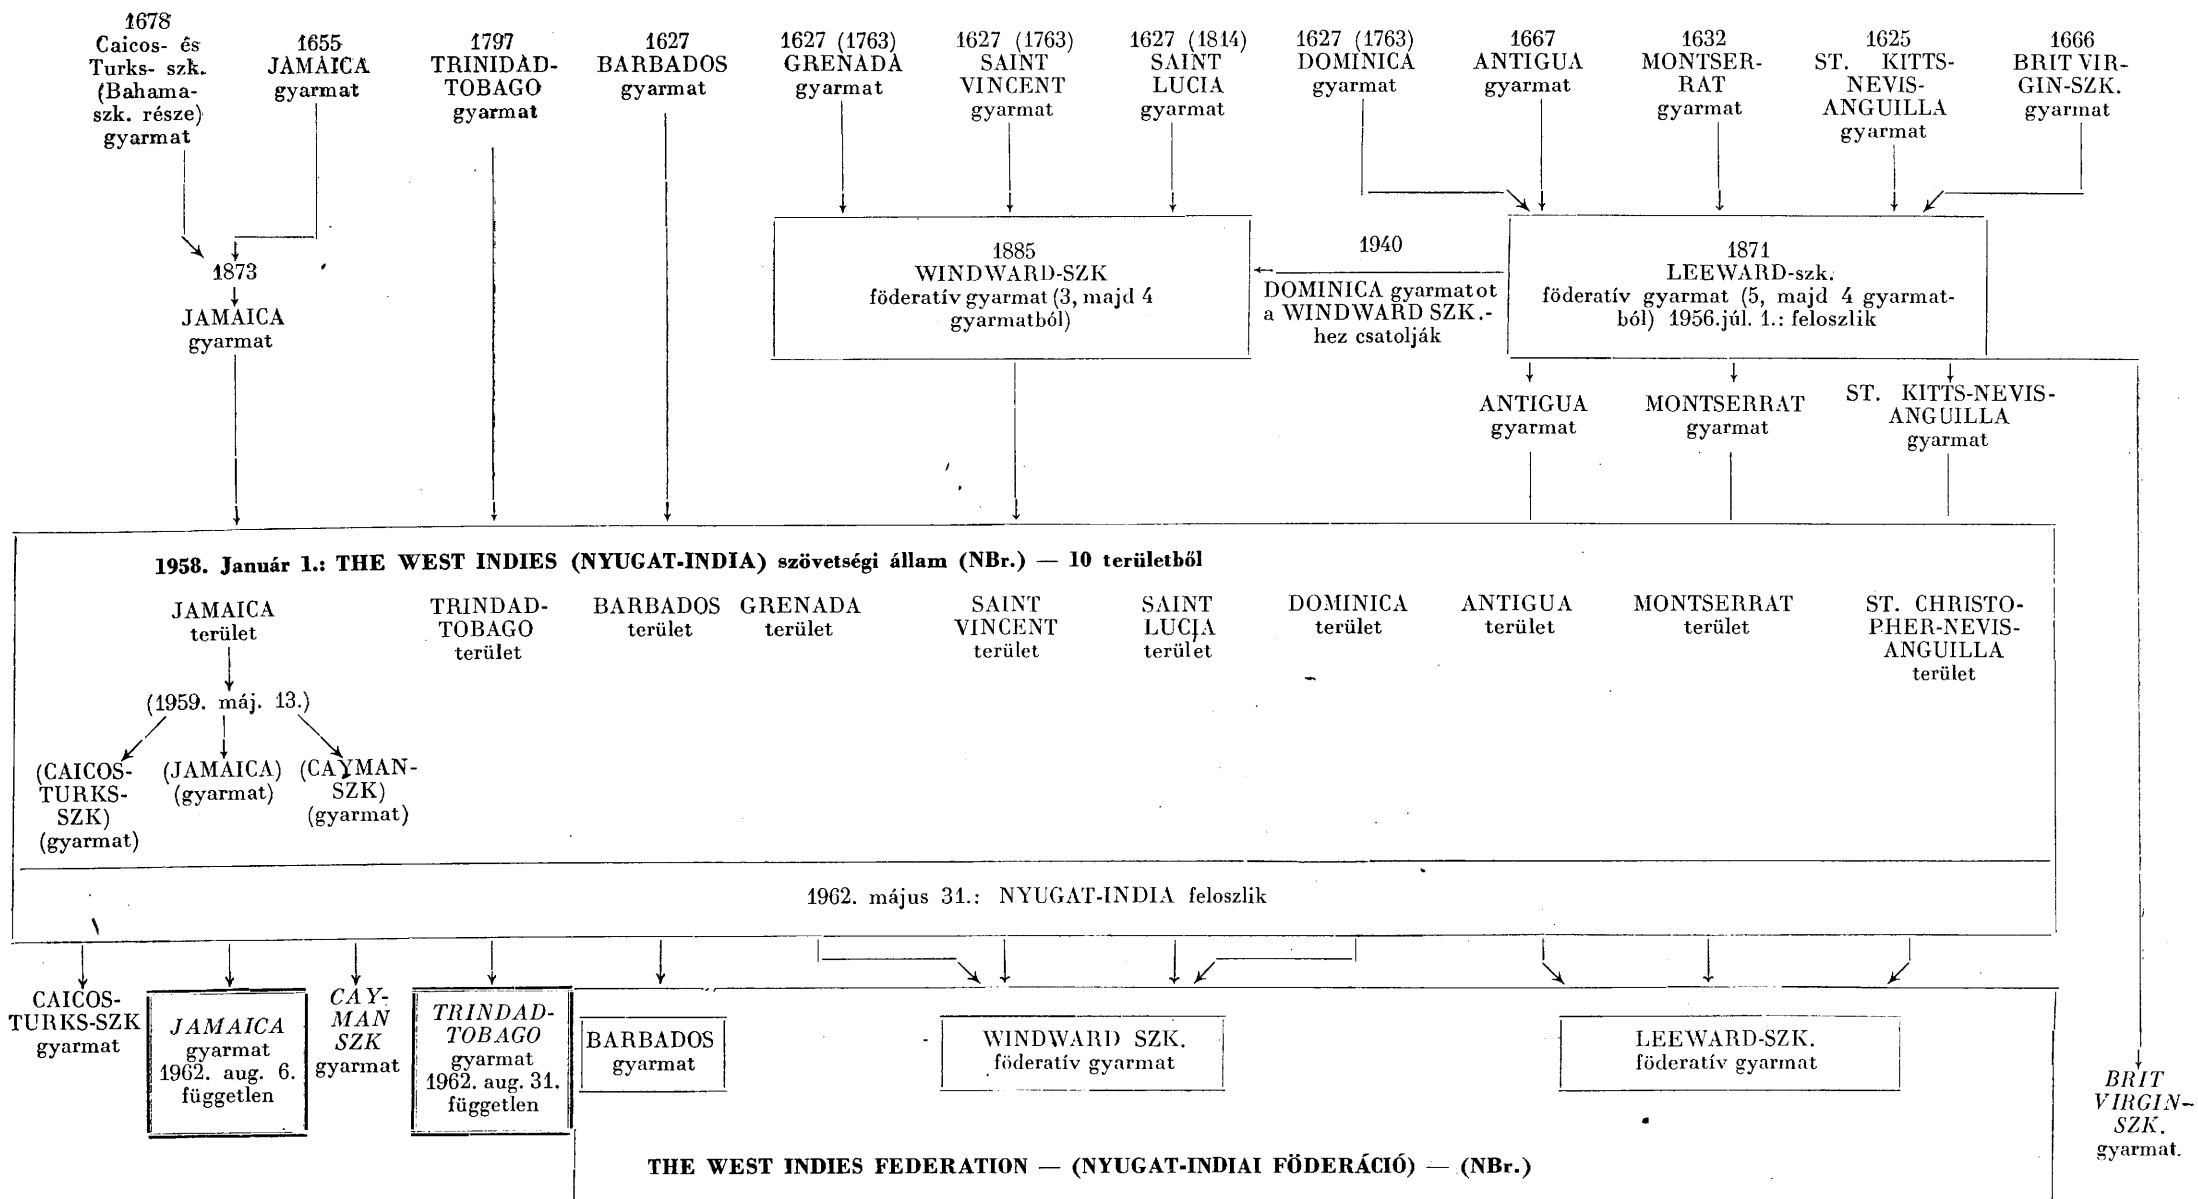 1678
Caicos- és
Turks- szk.
(Bahama-
szk. része)
gyarmat
1655
JAMAICA
gyarmat
1797
TRINIDAD-
TOBAGO
gyarmat
1627
BARBADOS
gyarmat
1627 (1763)
GRENADA
gyarmat
1627 (1763)
SAINT
VINCENT
gyarmat
1627 (1814)
SAINT
LUCIA
gyarmat
1627 (1763)
DOMINICA
gyarmat
1667
ANTIGUA
gyarmat
1632
MONTSER-
RAT
gyarmat
1625
ST. KITTS-
NEVIS-
ANGUILLA
gyarmat
1666
BRIT VIR-
GIN-SZK.
gyarmat
1873
JAMAICA
gyarmat
1885
WINDWARD-SZK
föderatív gyarmat (3, majd 4
gyarmatból)
1940
DOMINICA gyarmatot
a WINDWARD SZK.-
hez csatolják
1871
LEEWARD-szk.
föderatív gyarmat (5, majd 4 gyarmat-
ból) 1956.júl. 1.: feloszlik
ANTIGUA
gyarmat
MONTSERRAT
gyarmat
ST. KITTS-NEVIS-
ANGUILLA
gyarmat
1958. Január 1.: THE WEST INDIES (NYUGAT-INDIA) szövetségi állam (NBr.) — 10 területből
JAMAICA
terület
TRINDAD-
TOBAGO
terület
BARBADOS
terület
GRENADA
terület
SAINT
VINCENT
terület
SAINT
LUCIA
terület
DOMINICA
terület
ANTIGUA
terület
MONTSERRAT
terület
ST. CHRISTO-
PHER-NEVIS-
ANGUILLA
terület
(1959. máj. 13.)
(CAICOS-
TURKS-
SZK)
(gyarmat)
(JAMAICA)
(gyarmat)
(CAYMAN-
SZK)
(gyarmat)
1962. május 31.: NYUGAT-INDIA feloszlik
CAICOS-
TURKS-SZK
gyarmat
JAMAICA
gyarmat
1962. aug. 6.
független
CAY-
MAN
SZK
gyarmat
TRINDAD-
TOBAGO
gyarmat
1962. aug. 31.
független
BARBADOS
gyarmat
WINDWARD SZK.
föderatív gyarmat
LEEWARD-SZK.
föderatív gyarmat
BRIT
VIRGIN-
SZK.
gyarmat.
THE WEST INDIES FEDERATION — (NYUGAT-INDIAI FÖDERÁCIÓ) — (NBr.)